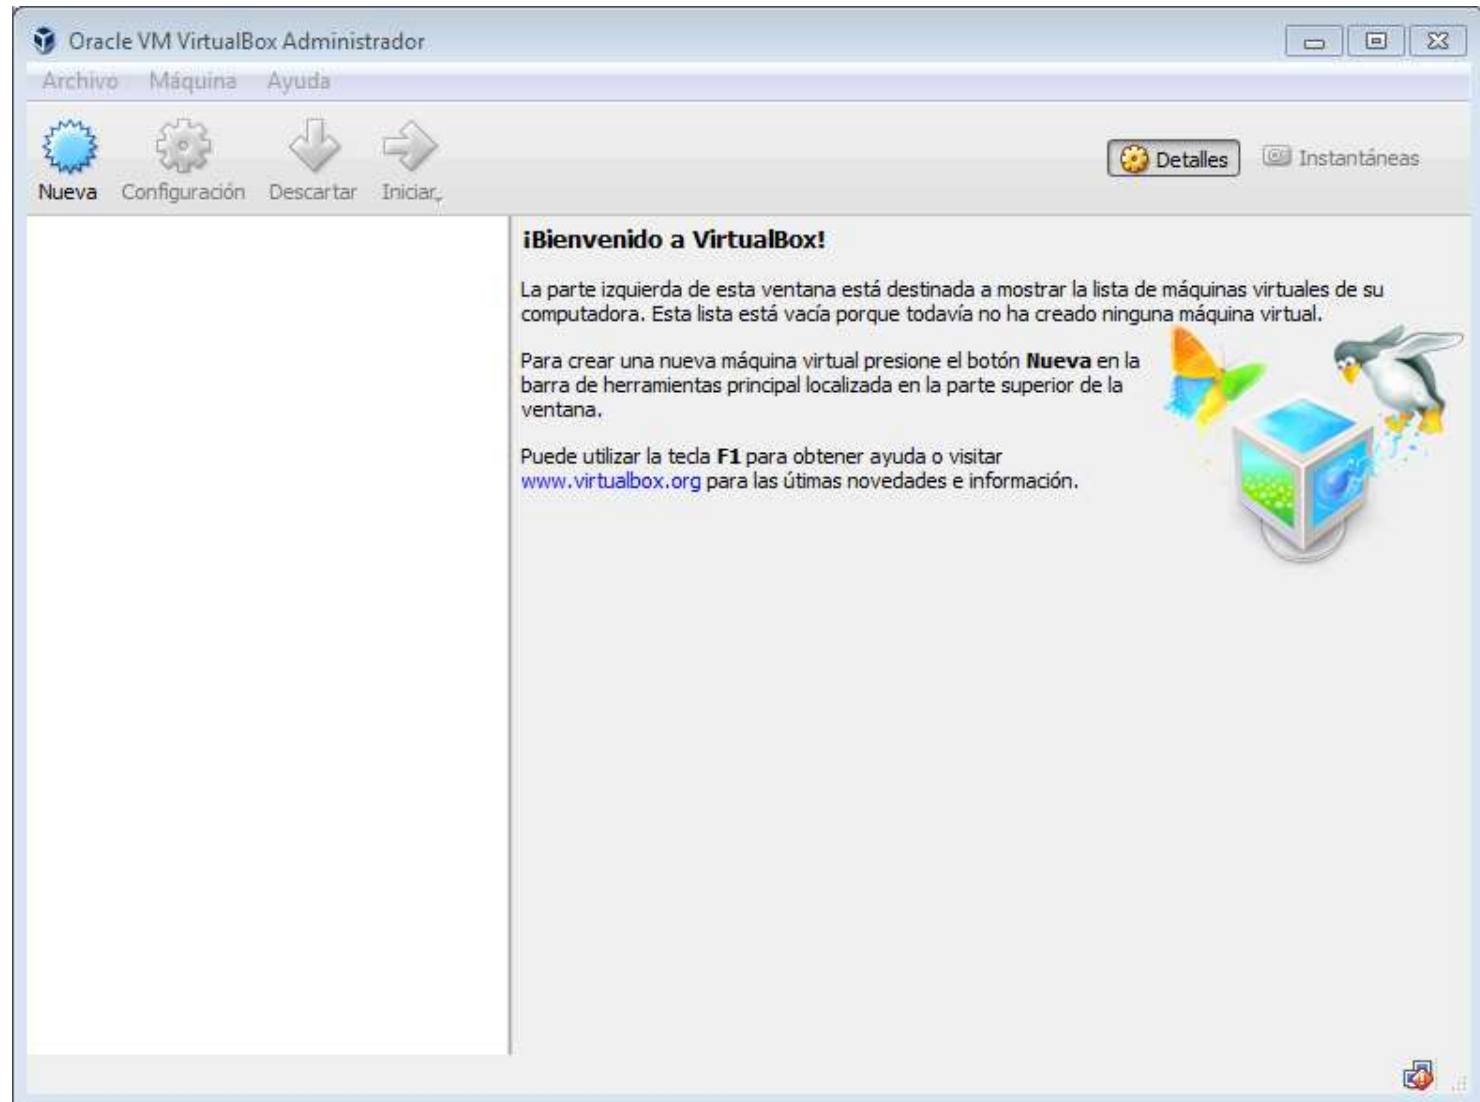 Oracle VM VirtualBox Administrador
Archivo Máquina Ayuda
Nueva Configuración Descartar Iniciar
Detalles Instantáneas
¡Bienvenido a VirtualBox!
La parte izquierda de esta ventana está destinada a mostrar la lista de máquinas virtuales de su
computadora. Esta lista está vacía porque todavía no ha creado ninguna máquina virtual.
Para crear una nueva máquina virtual presione el botón Nueva en la
barra de herramientas principal localizada en la parte superior de la
ventana.
Puede utilizar la tecla F1 para obtener ayuda o visitar
www.virtualbox.org para las útimas novedades e información.